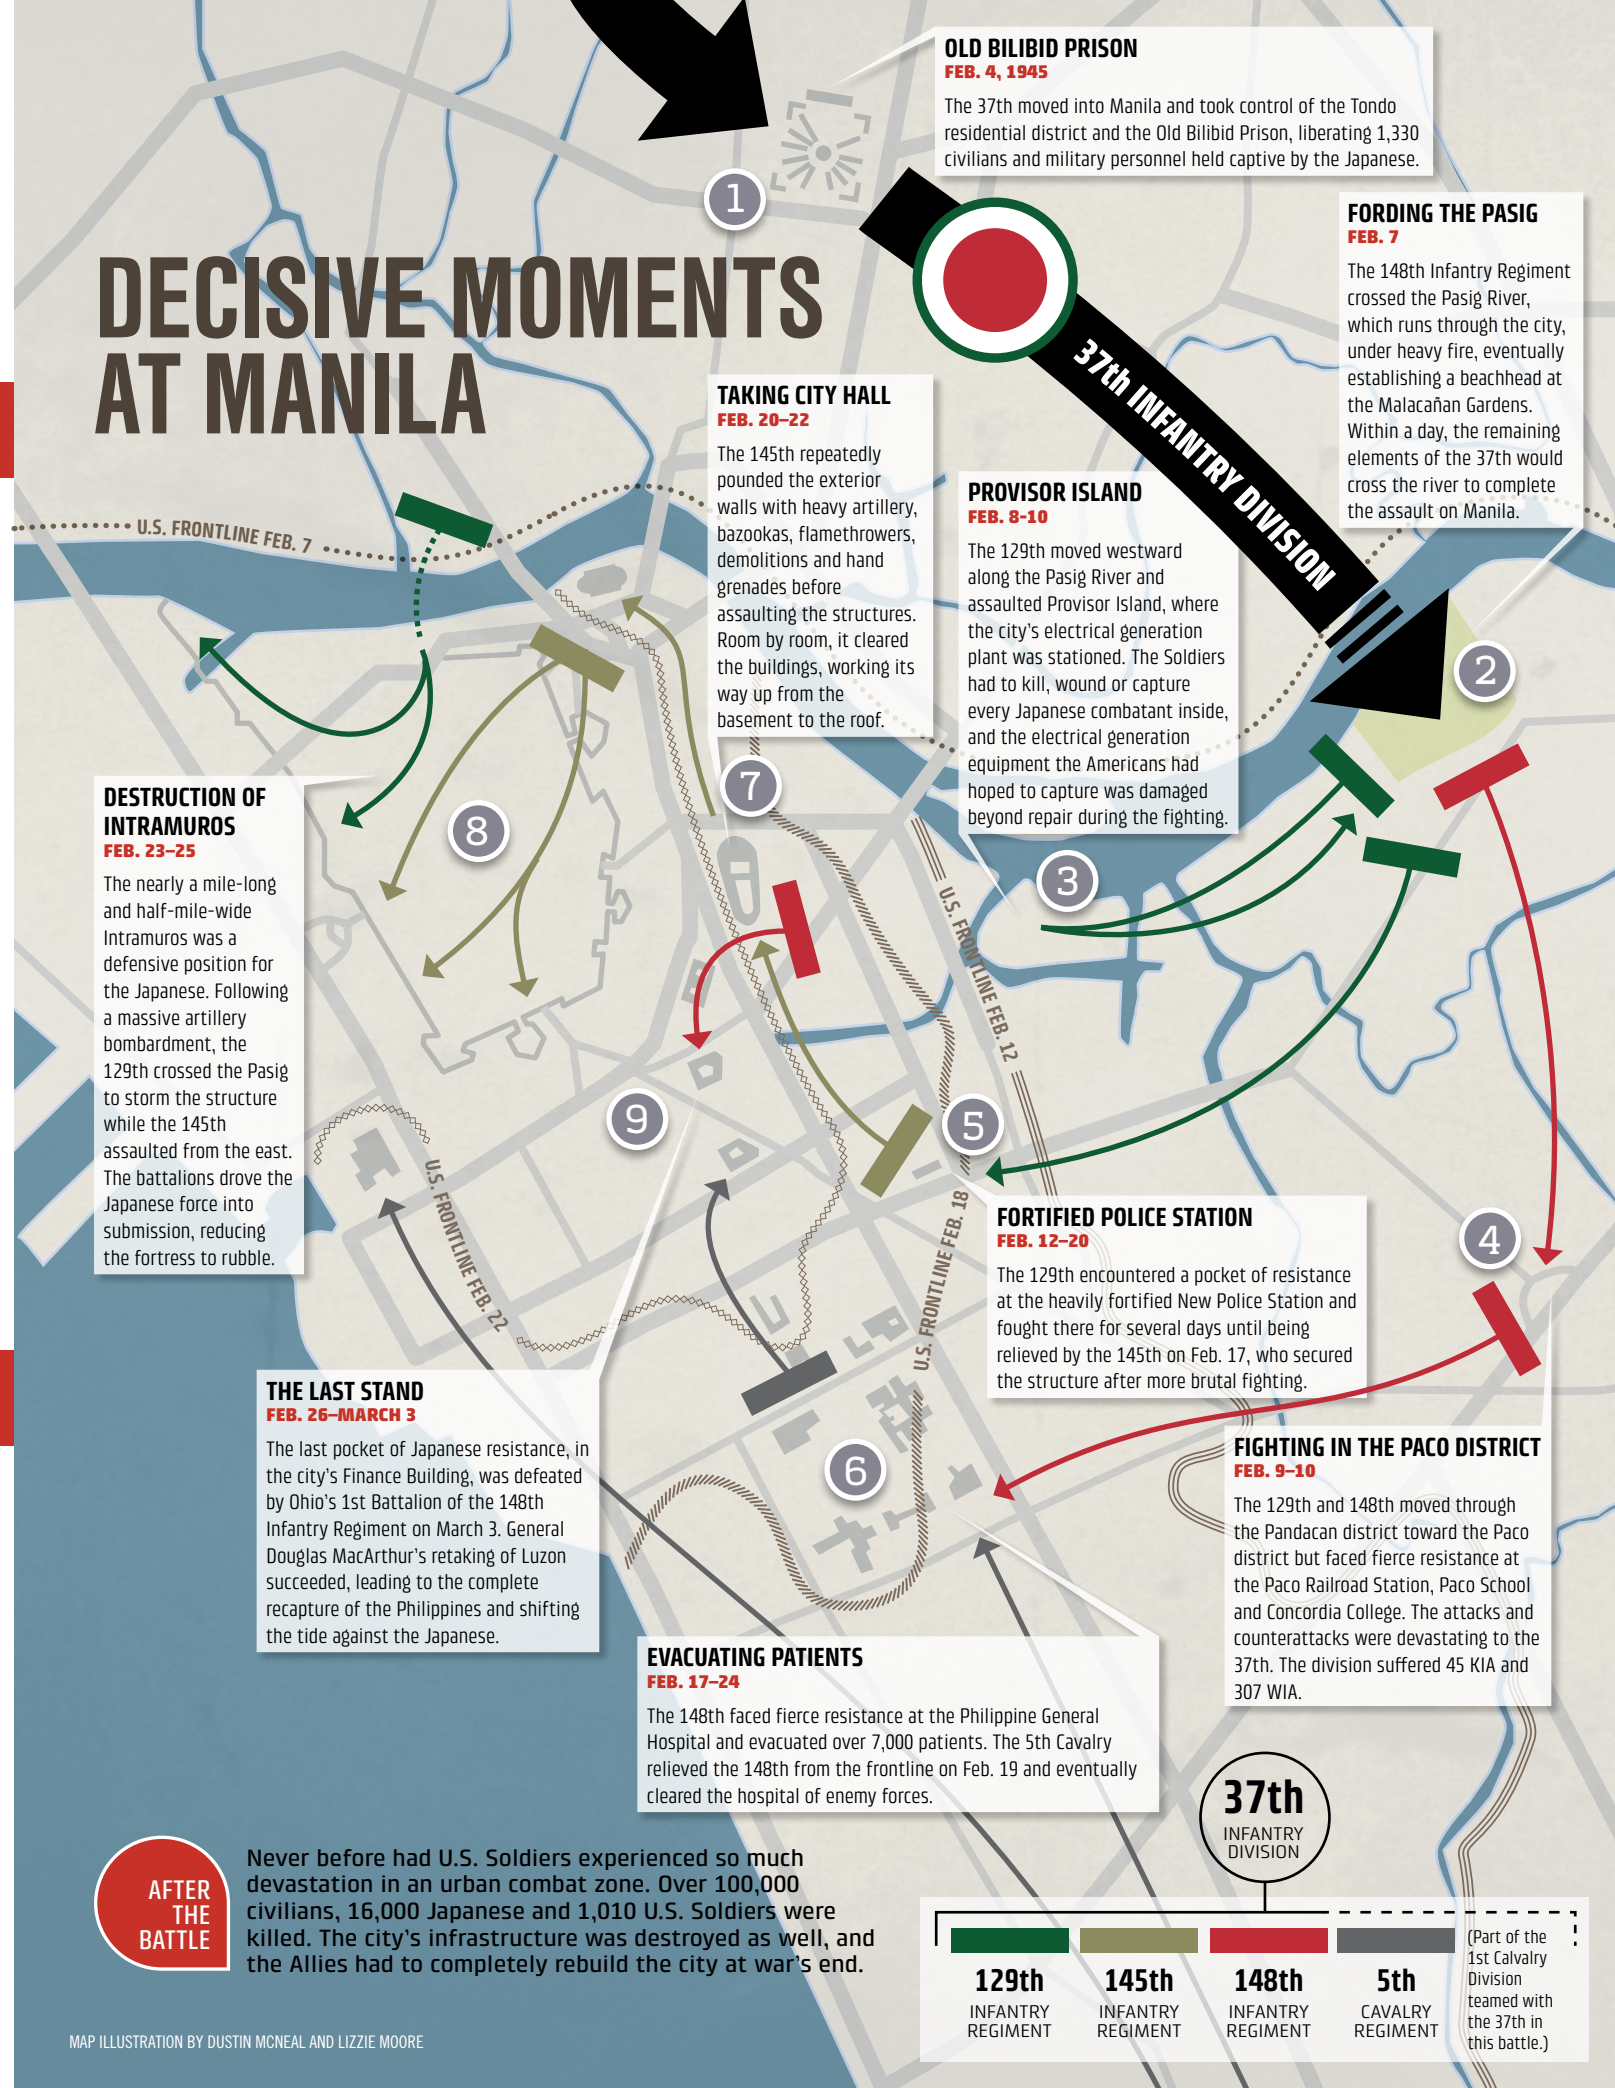 OLD BILIBID PRISON
FEB. 4, 1945
The 37th moved into Manila and took control of the Tondo
residential district and the Old Bilibid Prison, liberating 1,330
civilians and military personnel held captive by the Japanese.
1
FORDING THE PASIG
FEB. 7
The 148th Infantry Regiment
crossed the Pasig River,
which runs through the city,
under heavy fire, eventually
establishing a beachhead at
the Malacañan Gardens.
Within a day, the remaining
elements of the 37th would
cross the river to complete
the assault on Manila.
DECISIVE MOMENTS
AT MANILA
37th INFANTRY DIVISION
TAKING CITY HALL
FEB. 20–22
The 145th repeatedly
pounded the exterior
walls with heavy artillery,
bazookas, flamethrowers,
demolitions and hand
grenades before
assaulting the structures.
Room by room, it cleared
the buildings, working its
way up from the
basement to the roof.
PROVISOR ISLAND
FEB. 8-10
The 129th moved westward
along the Pasig River and
assaulted Provisor Island, where
the city's electrical generation
plant was stationed. The Soldiers
had to kill, wound or capture
every Japanese combatant inside,
and the electrical generation
equipment the Americans had
hoped to capture was damaged
beyond repair during the fighting.
U.S. FRONTLINE FEB. 7
2
7
8
3
DESTRUCTION OF
INTRAMUROS
FEB. 23–25
The nearly a mile-long
and half-mile-wide
Intramuros was a
defensive position for
the Japanese. Following
a massive artillery
bombardment, the
129th crossed the Pasig
to storm the structure
while the 145th
assaulted from the east.
The battalions drove the
Japanese force into
submission, reducing
the fortress to rubble.
U.S. FRONTLINE FEB. 12
9
5
U.S. FRONTLINE FEB. 22
U.S. FRONTLINE FEB. 18
4
FORTIFIED POLICE STATION
FEB. 12–20
The 129th encountered a pocket of resistance
at the heavily fortified New Police Station and
fought there for several days until being
relieved by the 145th on Feb. 17, who secured
the structure after more brutal fighting.
THE LAST STAND
FEB. 26–MARCH 3
The last pocket of Japanese resistance, in
the city's Finance Building, was defeated
by Ohio's 1st Battalion of the 148th
Infantry Regiment on March 3. General
Douglas MacArthur's retaking of Luzon
succeeded, leading to the complete
recapture of the Philippines and shifting
the tide against the Japanese.
6
FIGHTING IN THE PACO DISTRICT
FEB. 9–10
The 129th and 148th moved through
the Pandacan district toward the Paco
district but faced fierce resistance at
the Paco Railroad Station, Paco School
and Concordia College. The attacks and
counterattacks were devastating to the
37th. The division suffered 45 KIA and
307 WIA.
EVACUATING PATIENTS
FEB. 17–24
The 148th faced fierce resistance at the Philippine General
Hospital and evacuated over 7,000 patients. The 5th Cavalry
relieved the 148th from the frontline on Feb. 19 and eventually
cleared the hospital of enemy forces.
AFTER
THE
BATTLE
Never before had U.S. Soldiers experienced so much
devastation in an urban combat zone. Over 100,000
civilians, 16,000 Japanese and 1,010 U.S. Soldiers were
killed. The city's infrastructure was destroyed as well, and
the Allies had to completely rebuild the city at war's end.
37th
INFANTRY
DIVISION
129th
INFANTRY
REGIMENT
145th
INFANTRY
REGIMENT
148th
INFANTRY
REGIMENT
5th
CAVALRY
REGIMENT
(Part of the
1st Calvalry
Division
teamed with
the 37th in
this battle.)
MAP ILLUSTRATION BY DUSTIN MCNEAL AND LIZZIE MOORE